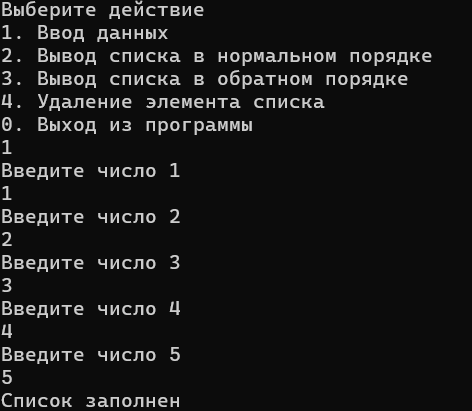 Выберите действие
1. Ввод данных
2. Вывод списка в нормальном порядке
3. Вывод списка в обратном порядке
4. Удаление элемента списка
0. Выход из программы
1
Введите число 1
1
Введите число 2
2
Введите число 3
3
Введите число 4
4
Введите число 5
5
Список заполнен